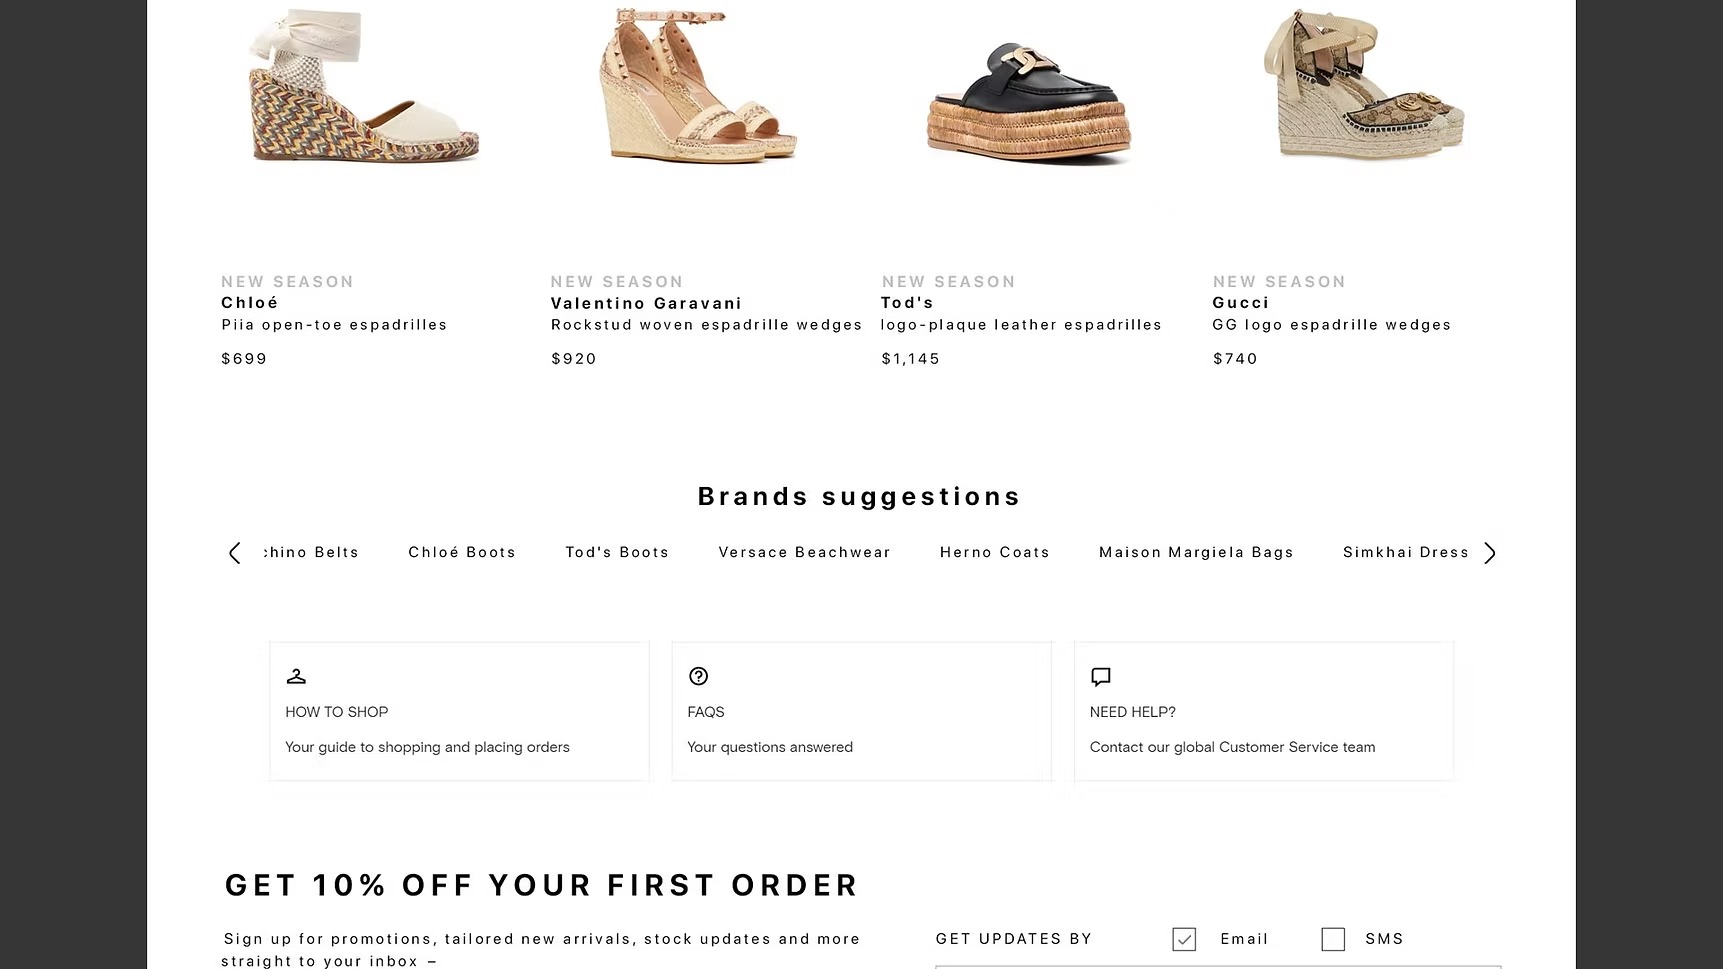 NEW SEASON
Chloé
Piia open-toe espadrilles
$699
NEW SEASON
Valentino Garavani
Rockstud woven espadrille wedges
$920
NEW SEASON
Tod's
logo-plaque leather espadrilles
$1,145
NEW SEASON
Gucci
GG logo espadrille wedges
$740
Brands suggestions
chino Belts Chloé Boots Tod's Boots Versace Beachwear Herno Coats Maison Margiela Bags Simkhai Dress
HOW TO SHOP
Your guide to shopping and placing orders
FAQS
Your questions answered
NEED HELP?
Contact our global Customer Service team
GET 10% OFF YOUR FIRST ORDER
Sign up for promotions, tailored new arrivals, stock updates and more
straight to your inbox –
GET UPDATES BY Email SMS